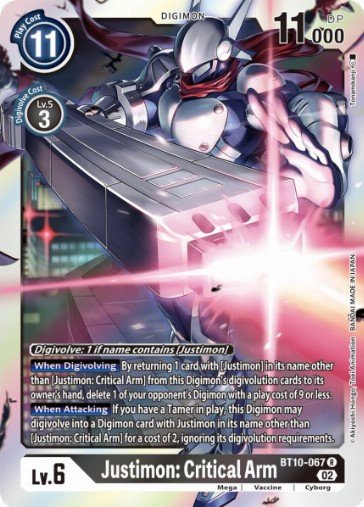 Play Cost
11
DIGIMON
DP
11000
Digivolve Cost
Lv.5
3
Tonamikanji
Digivolve: 1 if name contains [Justimon]
When Digivolving By returning 1 card with [Justimon] in its name other
than [Justimon: Critical Arm] from this Digimon's digivolution cards to its
owner's hand, delete 1 of your opponent's Digimon with a play cost of 9 or less.
When Attacking If you have a Tamer in play, this Digimon may
digivolve into a Digimon card with Justimon in its name other than
[Justimon: Critical Arm] for a cost of 2, ignoring its digivolution requirements.
©Akiyoshi Hongo, Toei Animation BANDAI MADE IN JAPAN
Lv.6
Justimon: Critical Arm
BT10-067 R
02
Mega Vaccine Cyborg